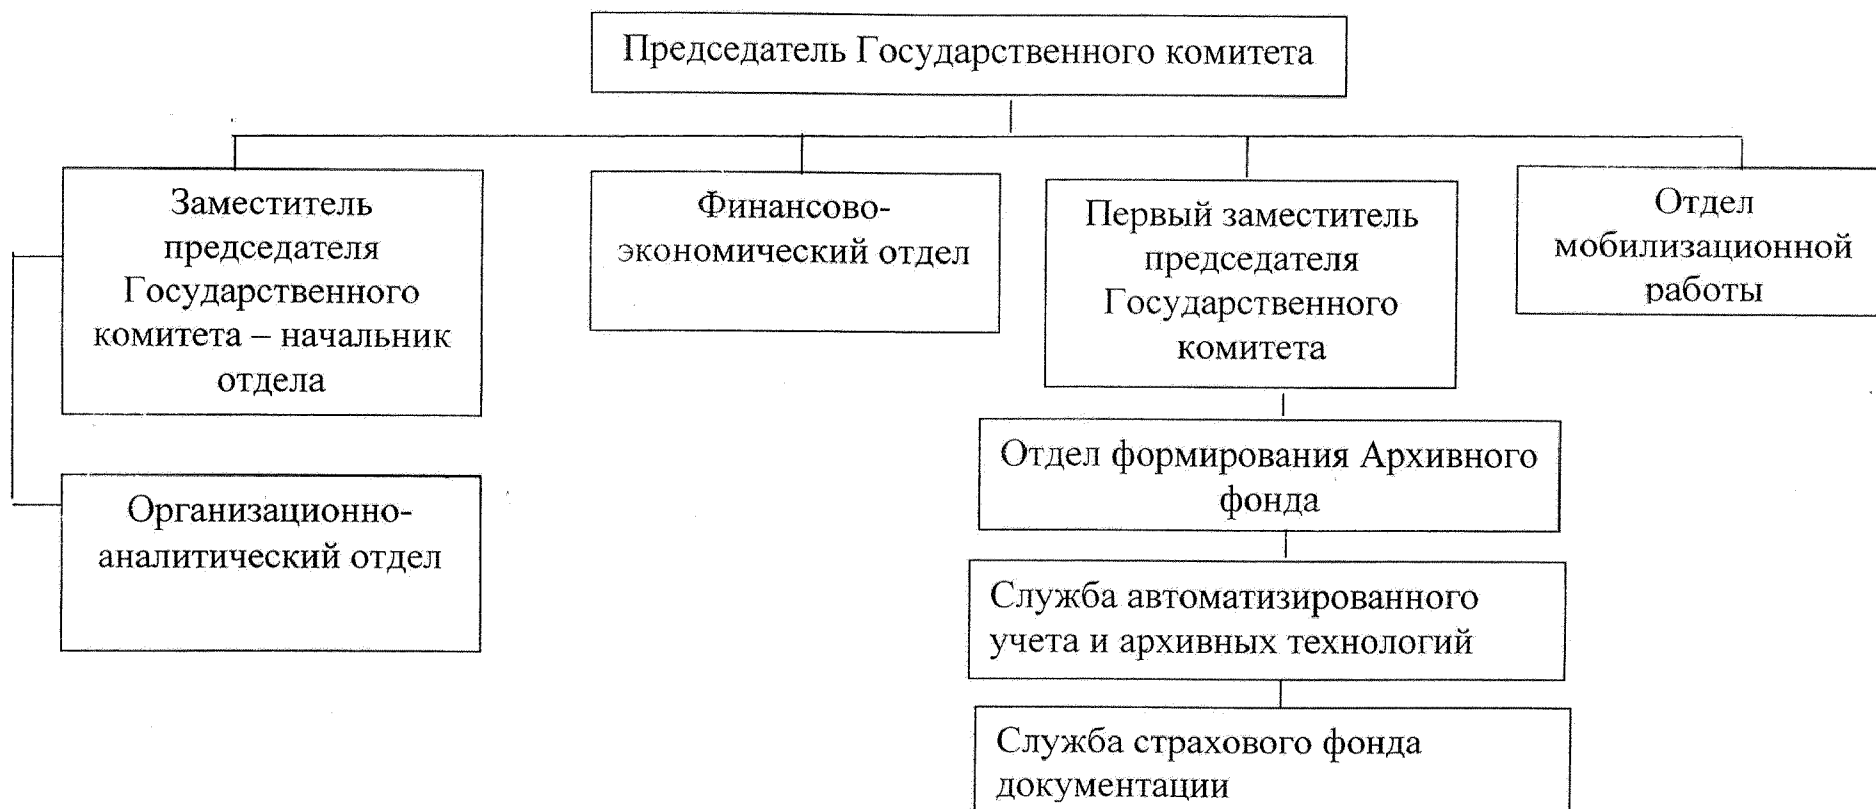 Председатель Государственного комитета
Заместитель
председателя
Государственного
комитета – начальник
отдела
Финансово-
экономический отдел
Первый заместитель
председателя
Государственного
комитета
Отдел
мобилизационной
работы
Организационно-
аналитический отдел
Отдел формирования Архивного
фонда
Служба автоматизированного
учета и архивных технологий
Служба страхового фонда
документации